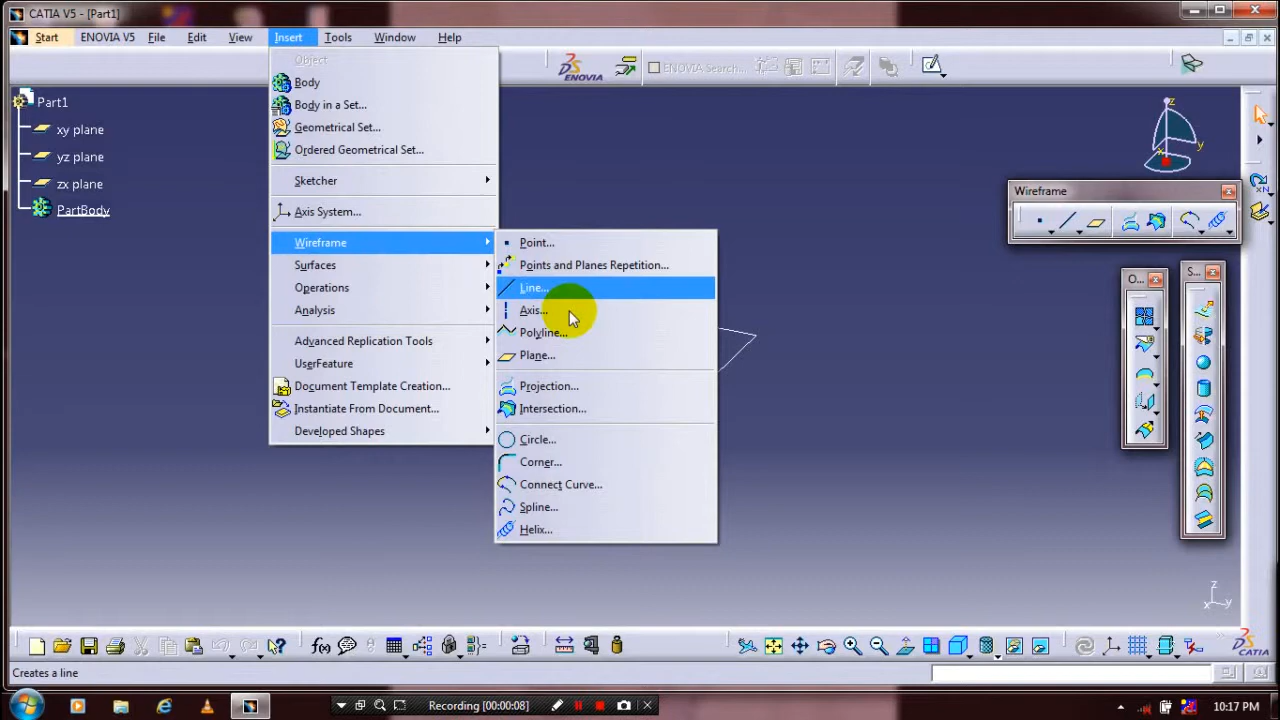 CATIA V5 - [Part1]
Start ENOVIA V5 File Edit View Insert Tools Window Help
Object
Body
Body in a Set...
Geometrical Set...
Ordered Geometrical Set...
Sketcher
Axis System...
Wireframe
Surfaces
Operations
Analysis
Advanced Replication Tools
UserFeature
Document Template Creation...
Instantiate From Document...
Developed Shapes
Point...
Points and Planes Repetition...
Line...
Axis...
Polyline...
Plane...
Projection...
Intersection...
Circle...
Corner...
Connect Curve...
Spline...
Helix...
ENOVIA
ENOVIA Search...
Part1
xy plane
yz plane
zx plane
PartBody
z
y
Wireframe
O...
S...
z
x y
CATIA
Creates a line
Recording [00:00:08]
10:17 PM